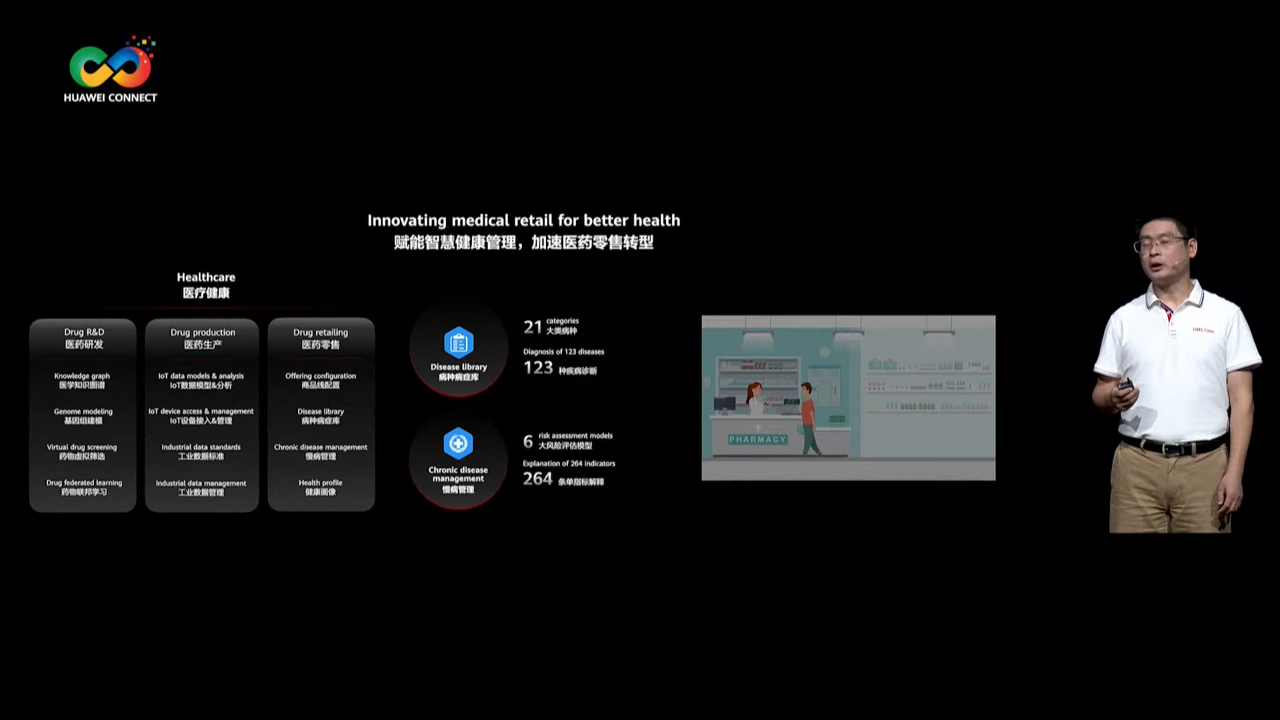 HUAWEI CONNECT
Innovating medical retail for better health
赋能智慧健康管理，加速医药零售转型
Healthcare
医疗健康
Drug R&D
医药研发
Knowledge graph
医学知识图谱
Genome modeling
基因组建模
Virtual drug screening
药物虚拟筛选
Drug federated learning
药物联邦学习
Drug production
医药生产
IoT data models & analysis
IoT数据模型&分析
IoT device access & management
IoT设备接入&管理
Industrial data standards
工业数据标准
Industrial data management
工业数据管理
Drug retailing
医药零售
Offering configuration
商品线配置
Disease library
病种病症库
Chronic disease management
慢病管理
Health profile
健康画像
Disease library
病种病症库
21 categories
大类病种
Diagnosis of 123 diseases
123 种疾病诊断
Chronic disease
management
慢病管理
6 risk assessment models
大风险评估模型
Explanation of 264 indicators
264 条单指标解释
PHARMACY